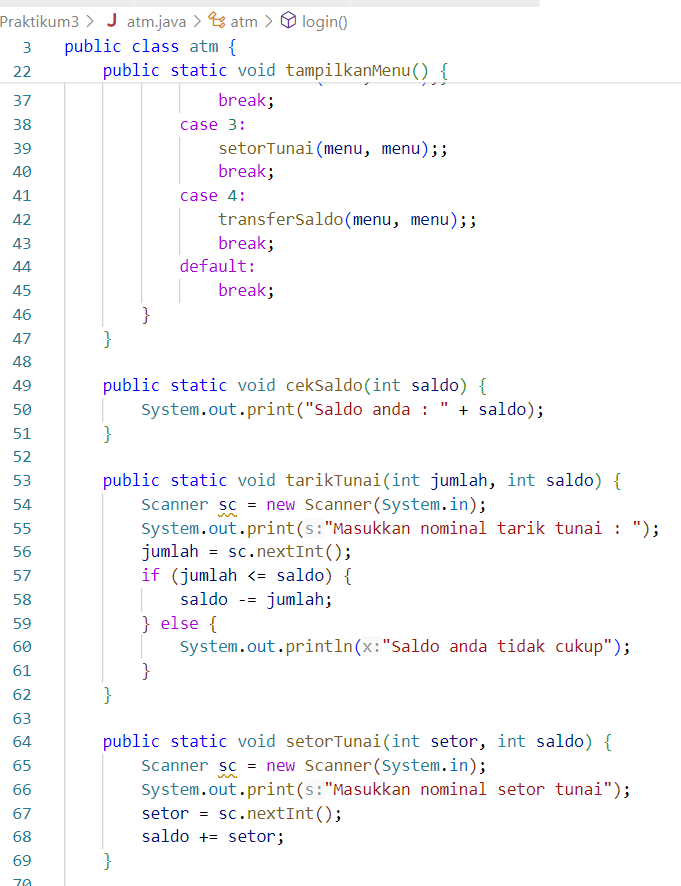 Praktikum3 > J atm.java > atm > login()
3 public class atm {
22 public static void tampilkanMenu() {
37 break;
38 case 3:
39 setorTunai(menu, menu);;
40 break;
41 case 4:
42 transferSaldo(menu, menu);;
43 break;
44 default:
45 break;
46 }
47 }
48
49 public static void cekSaldo(int saldo) {
50 System.out.print("Saldo anda : " + saldo);
51 }
52
53 public static void tarikTunai(int jumlah, int saldo) {
54 Scanner sc = new Scanner(System.in);
55 System.out.print(s:"Masukkan nominal tarik tunai : ");
56 jumlah = sc.nextInt();
57 if (jumlah <= saldo) {
58 saldo -= jumlah;
59 } else {
60 System.out.println(x:"Saldo anda tidak cukup");
61 }
62 }
63
64 public static void setorTunai(int setor, int saldo) {
65 Scanner sc = new Scanner(System.in);
66 System.out.print(s:"Masukkan nominal setor tunai");
67 setor = sc.nextInt();
68 saldo += setor;
69 }
70